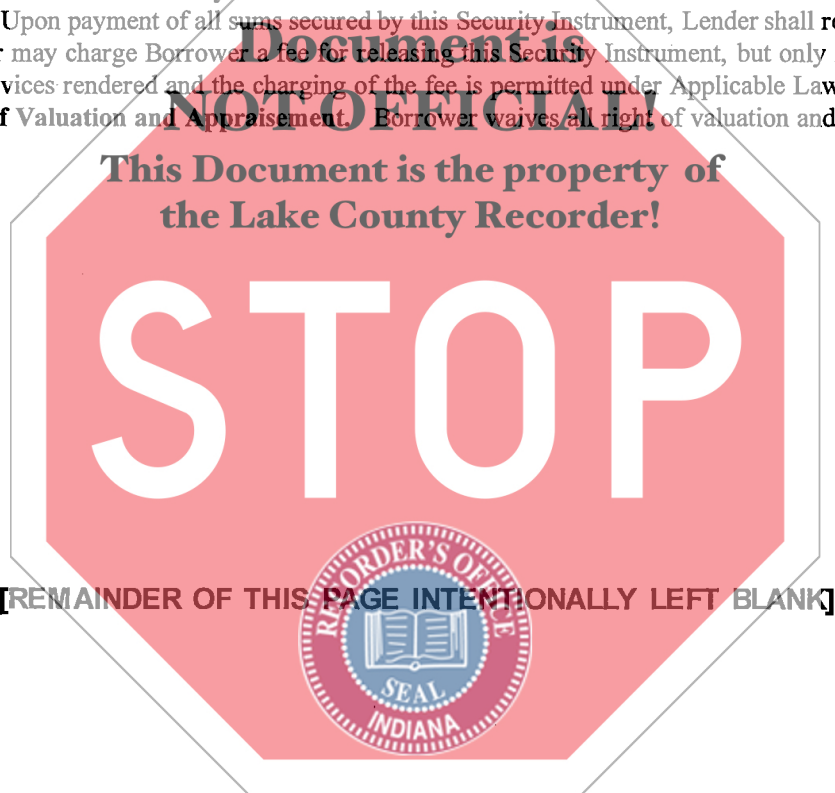 Upon payment of all sums secured by this Security Instrument, Lender shall
may charge Borrower a fee for releasing this Security Instrument, but only
vices rendered and the charging of the fee is permitted under Applicable Law
f Valuation and Appraisement. Borrower waives all right of valuation and
Document is
NOT OFFICIAL!
This Document is the property of
the Lake County Recorder!
STOP
[REMAINDER OF THIS PAGE INTENTIONALLY LEFT BLANK]
RECORDER'S OFFICE
SEAL
INDIANA